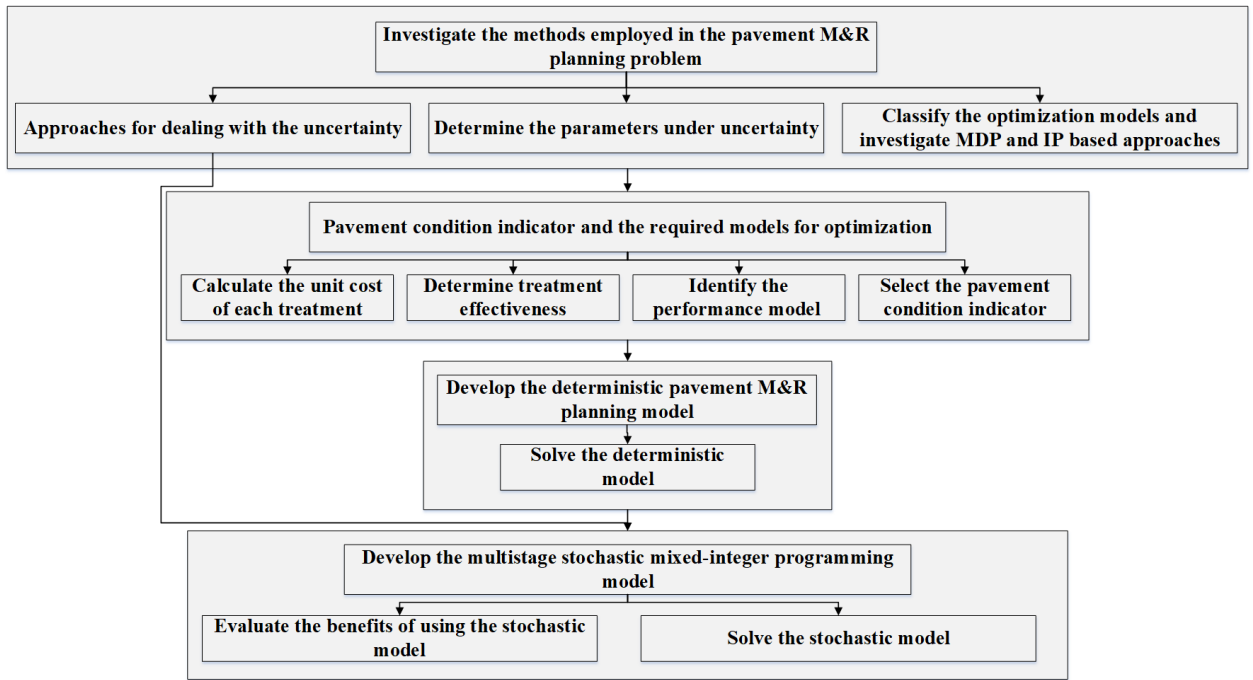 Investigate the methods employed in the pavement M&R
planning problem
Approaches for dealing with the uncertainty
Determine the parameters under uncertainty
Classify the optimization models and
investigate MDP and IP based approaches
Pavement condition indicator and the required models for optimization
Calculate the unit cost
of each treatment
Determine treatment
effectiveness
Identify the
performance model
Select the pavement
condition indicator
Develop the deterministic pavement M&R
planning model
Solve the deterministic
model
Develop the multistage stochastic mixed-integer programming
model
Evaluate the benefits of using the stochastic
model
Solve the stochastic model